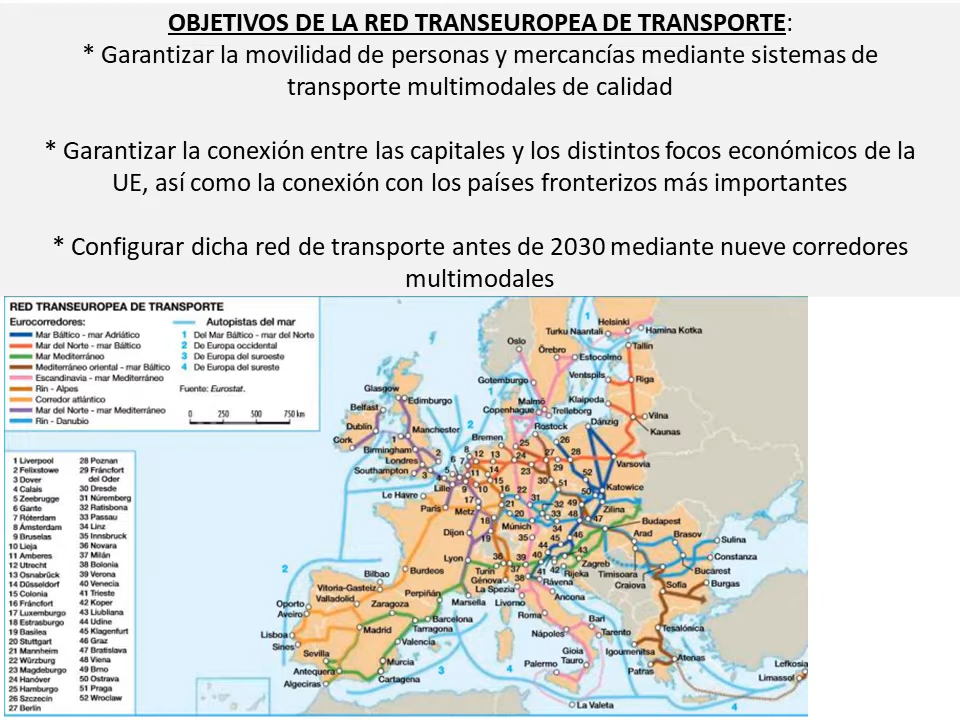 OBJETIVOS DE LA RED TRANSEUROPEA DE TRANSPORTE:
* Garantizar la movilidad de personas y mercancías mediante sistemas de
transporte multimodales de calidad
* Garantizar la conexión entre las capitales y los distintos focos económicos de la
UE, así como la conexión con los países fronterizos más importantes
* Configurar dicha red de transporte antes de 2030 mediante nueve corredores
multimodales
RED TRANSEUROPEA DE TRANSPORTE
Eurocorredores:
Mar Báltico - mar Adriático
Mar del Norte - mar Báltico
Mar Mediterráneo
Mediterráneo oriental - mar Báltico
Escandinavia - mar Mediterráneo
Rin - Alpes
Corredor atlántico
Mar del Norte - mar Mediterráneo
Rin - Danubio
Autopistas del mar
1 Del Mar Báltico - mar del Norte
2 De Europa occidental
3 De Europa del suroeste
4 De Europa del sureste
Fuente: Eurostat.
0 250 500 750 km
1 Liverpool
2 Felixstowe
3 Dover
4 Calais
5 Zeebrugge
6 Gante
7 Róterdam
8 Ámsterdam
9 Bruselas
10 Lieja
11 Amberes
12 Utrecht
13 Osnabrück
14 Düsseldorf
15 Colonia
16 Fráncfort
17 Luxemburgo
18 Estrasburgo
19 Basilea
20 Stuttgart
21 Mannheim
22 Würzburg
23 Magdeburgo
24 Hanóver
25 Hamburgo
26 Szczecin
27 Berlín
28 Poznan
29 Fráncfort
del Oder
30 Dresde
31 Núremberg
32 Ratisbona
33 Passau
34 Linz
35 Innsbruck
36 Novara
37 Milán
38 Bolonia
39 Verona
40 Venecia
41 Trieste
42 Koper
43 Liubliana
44 Udine
45 Klagenfurt
46 Graz
47 Bratislava
48 Viena
49 Brno
50 Ostrava
51 Praga
52 Wroclaw
Helsinki
Hamina Kotka
Turku Naantali
Tallin
Oslo
Örebro
Estocolmo
Ventspils
Riga
Gotemburgo
Klaipeda
Glasgow
Edimburgo
Malmö
Copenhague
Trelleborg
Vilna
Belfast
Rostock
Dánzig
Kaunas
Dublín
Manchester
Bremen
Cork
Birmingham
Londres
Varsovia
Southampton
Lille
Katowice
Le Havre
París
Metz
Zilina
Múnich
Budapest
Dijon
Arad
Brasov
Sulina
Lyon
Zagreb
Constanza
Turín
Timisoara
Bucarest
Bilbao
Burdeos
Génova
Rijeka
Craiova
Sofía
Burgas
Vitoria-Gasteiz
Perpiñán
La Spezia
Rávena
Valladolid
Marsella
Livorno
Ancona
Oporto
Zaragoza
Aveiro
Barcelona
Roma
Bari
Madrid
Tarragona
Nápoles
Tarento
Tesalónica
Lisboa
Valencia
Igoumenitsa
Sines
Sevilla
Gioia
Tauro
Atenas
Murcia
Palermo
Patras
Lefkosia
Antequera
Cartagena
Limassol
Algeciras
La Valeta